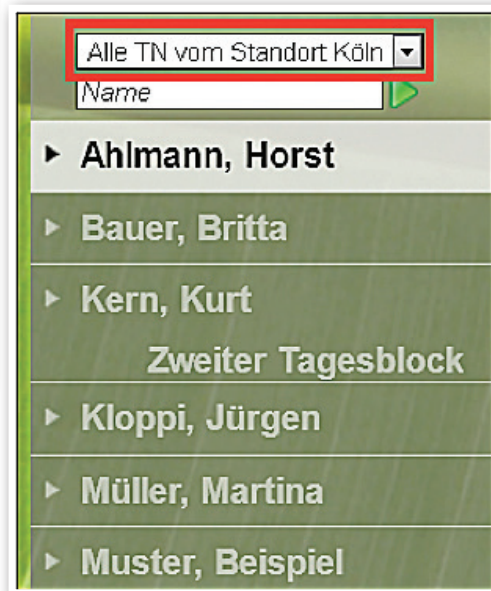 Alle TN vom Standort Köln
Name
Ahlmann, Horst
Bauer, Britta
Kern, Kurt
Zweiter Tagesblock
Kloppi, Jürgen
Müller, Martina
Muster, Beispiel